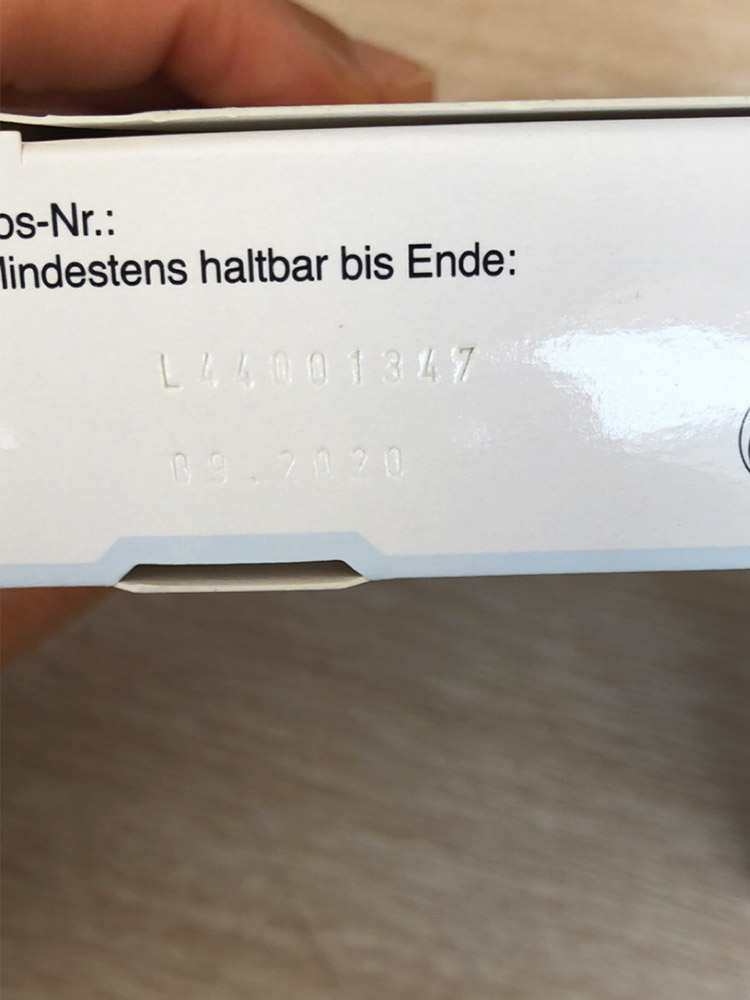 os-Nr.:
lindestens haltbar bis Ende:
L44001347
09.2020